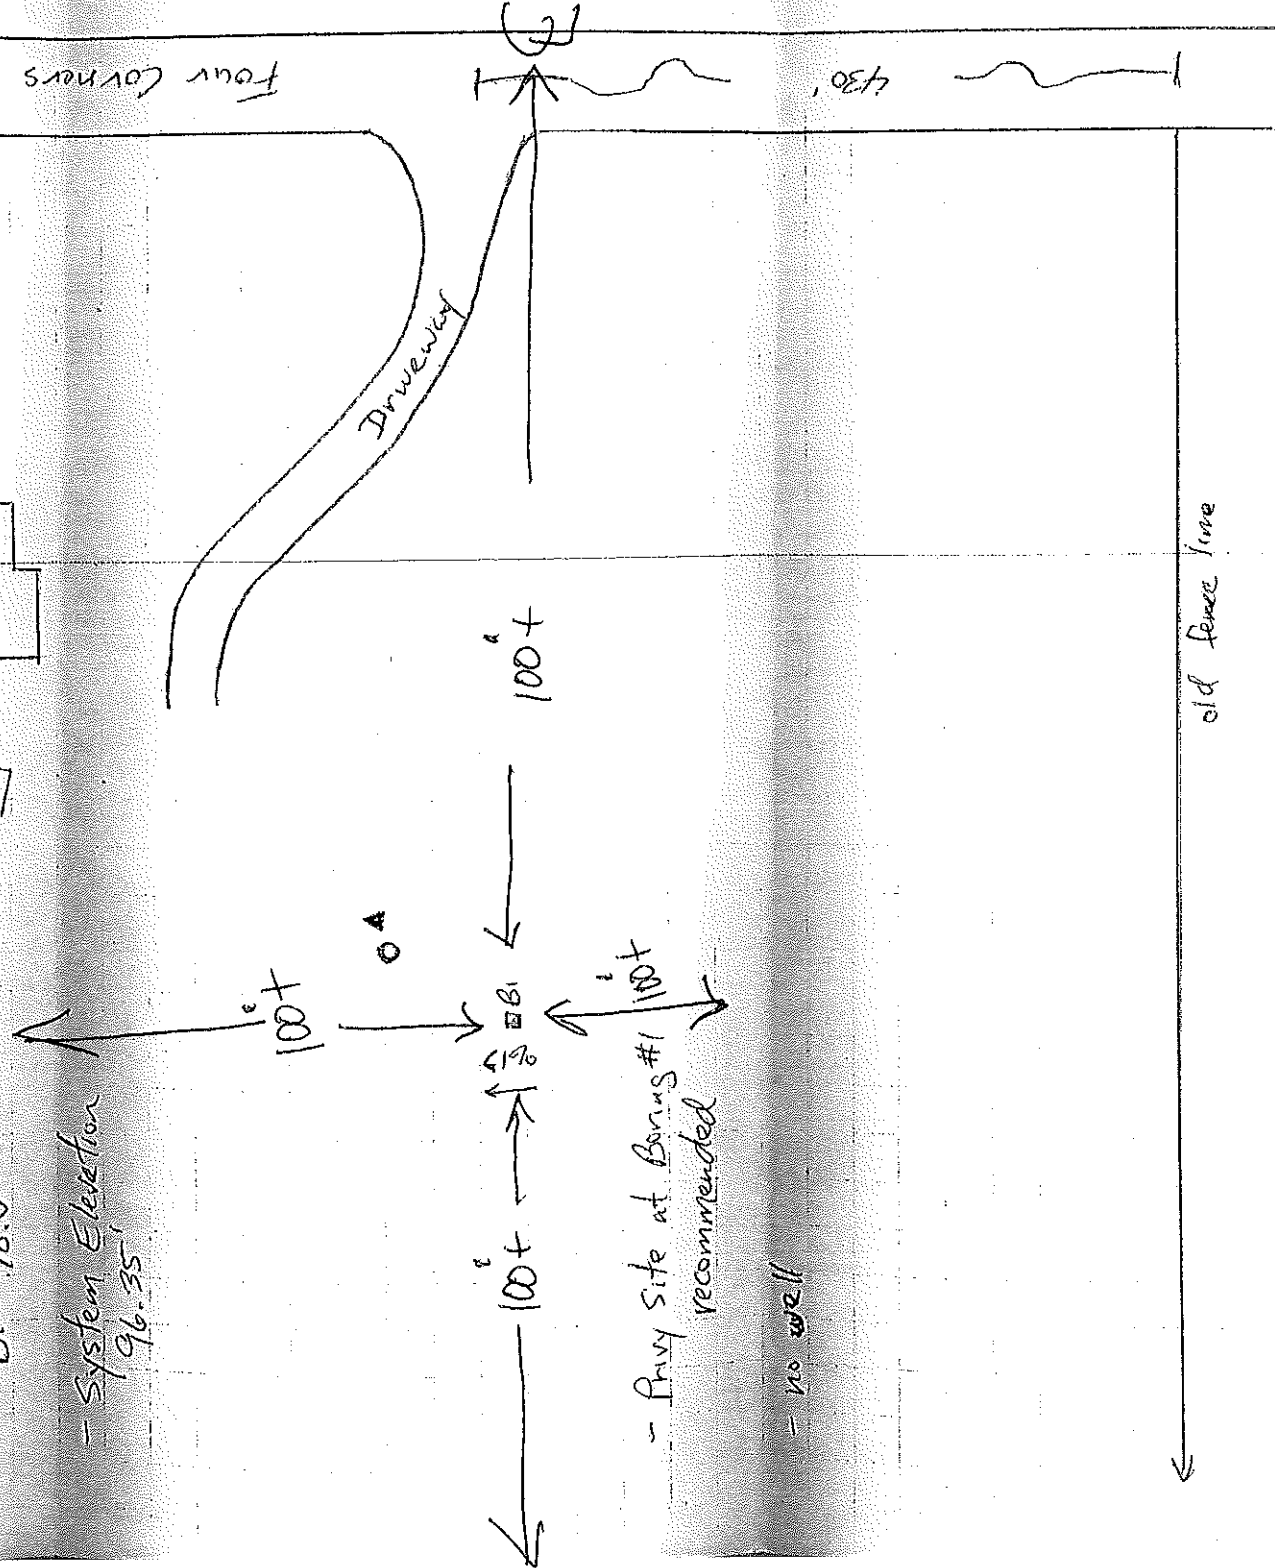 Four Corners
430'
Driveway
old fence line
100'+
100'+
B1
<1%
100'+
100'+
- System Elevation
96.35'
- Privy Site at Boring #1
recommended
- no well